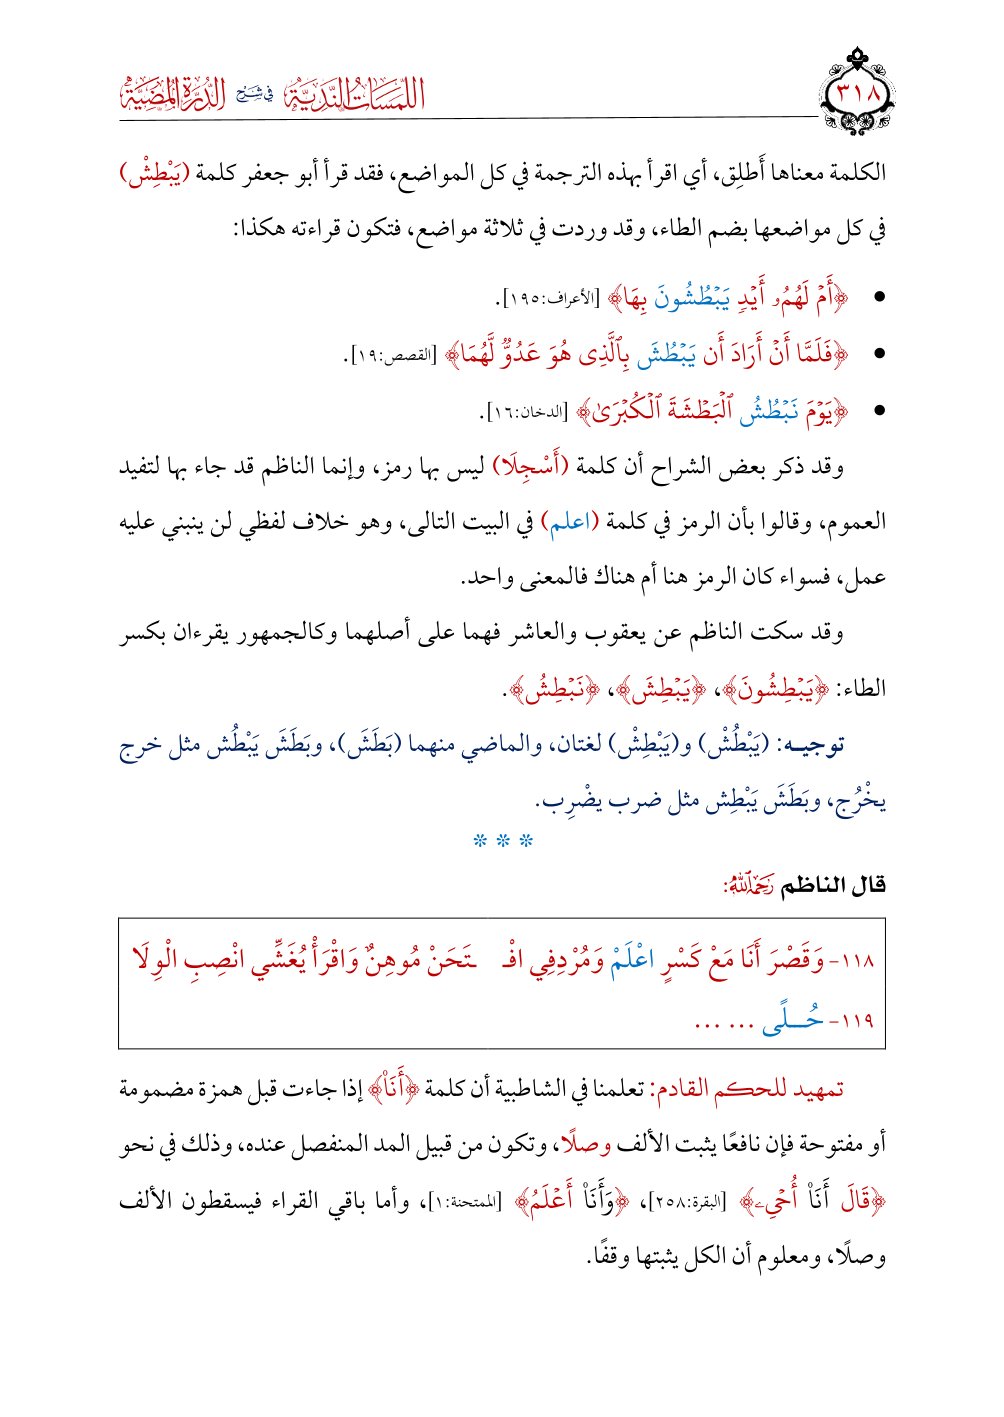 ٣١٨
اللمسات الندية في شرح الدرة المضية
الكلمة معناها أَطلِق، أي اقرأ بهذه الترجمة في كل المواضع، فقد قرأ أبو جعفر كلمة (يَبْطِشْ)
في كل مواضعها بضم الطاء، وقد وردت في ثلاثة مواضع، فتكون قراءته هكذا:
• ﴿أَمۡ لَهُمُۥ أَيۡدٖ يَبۡطُشُونَ بِهَا﴾ [الأعراف:١٩٥].
• ﴿فَلَمَّا أَنۡ أَرَادَ أَن يَبۡطُشَ بِٱلَّذِى هُوَ عَدُوّٞ لَّهُمَا﴾ [القصص:١٩].
• ﴿يَوۡمَ نَبۡطُشُ ٱلۡبَطۡشَةَ ٱلۡكُبۡرَىٰ﴾ [الدخان:١٦].
وقد ذكر بعض الشراح أن كلمة (أَسْجِلَا) ليس بها رمز، وإنما الناظم قد جاء بها لتفيد
العموم، وقالوا بأن الرمز في كلمة (اعلم) في البيت التالى، وهو خلاف لفظي لن ينبني عليه
عمل، فسواء كان الرمز هنا أم هناك فالمعنى واحد.
وقد سكت الناظم عن يعقوب والعاشر فهما على أصلهما وكالجمهور يقرءان بكسر
الطاء: ﴿يَبۡطِشُونَ﴾، ﴿يَبۡطِشَ﴾، ﴿نَبۡطِشُ﴾.
توجيـه: (يَبْطُشْ) و(يَبْطِشْ) لغتان، والماضي منهما (بَطَشَ)، وبَطَشَ يَبْطُش مثل خرج
يخْرُج، وبَطَشَ يَبْطِش مثل ضرب يضْرِب.
* * *
قال الناظم رَحِمَهُ ٱللَّهُ:
١١٨- وَقَصْرَ أَنَا مَعْ كَسْرٍ اعْلَمْ وَمُرْدِفِي افْـ ـتَحَنْ مُوهِنٌ وَاقْرَأْ يُغَشِّي انْصِبِ الْوِلَا
١١٩- حُـــلًى ... ...
تمهيد للحكم القادم: تعلمنا في الشاطبية أن كلمة ﴿أَنَا۠﴾ إذا جاءت قبل همزة مضمومة
أو مفتوحة فإن نافعًا يثبت الألف وصلًا، وتكون من قبيل المد المنفصل عنده، وذلك في نحو
﴿قَالَ أَنَا۠ أُحۡيِۦ﴾ [البقرة:٢٥٨]، ﴿وَأَنَا۠ أَعۡلَمُ﴾ [الممتحنة:١]، وأما باقي القراء فيسقطون الألف
وصلًا، ومعلوم أن الكل يثبتها وقفًا.